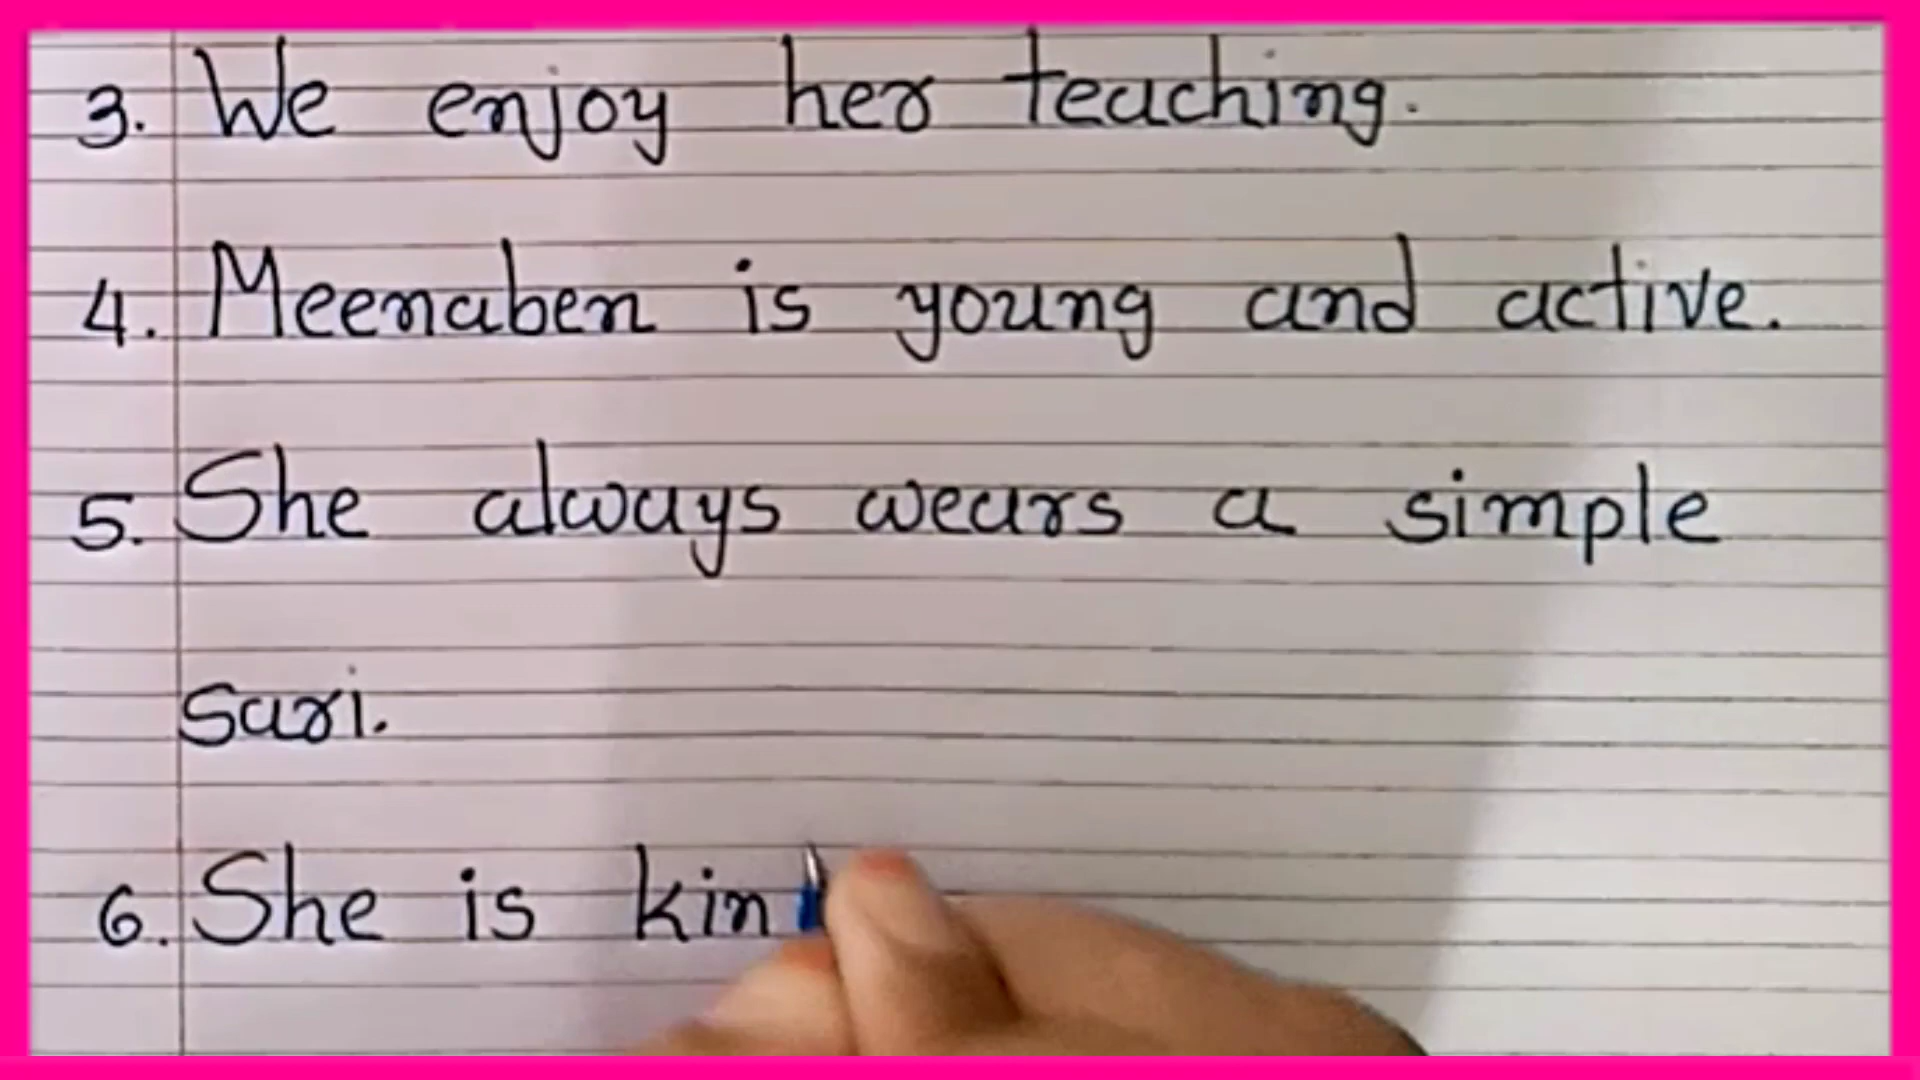 3. We enjoy her teaching.
4. Meenaben is young and active.
5. She always wears a simple
sari.
6. She is kin